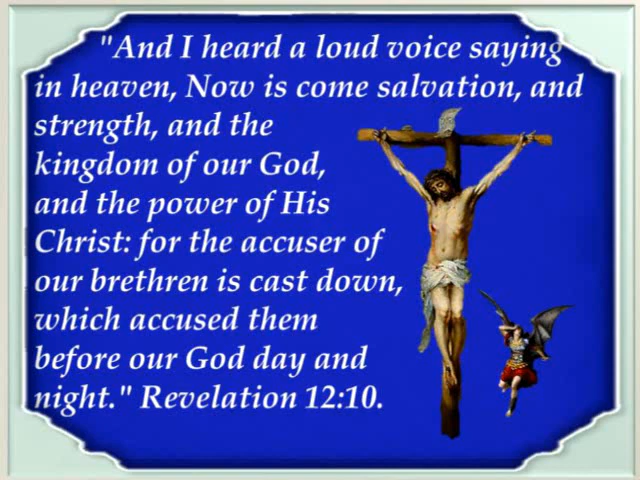 "And I heard a loud voice saying
in heaven, Now is come salvation, and
strength, and the
kingdom of our God,
and the power of His
Christ: for the accuser of
our brethren is cast down,
which accused them
before our God day and
night." Revelation 12:10.